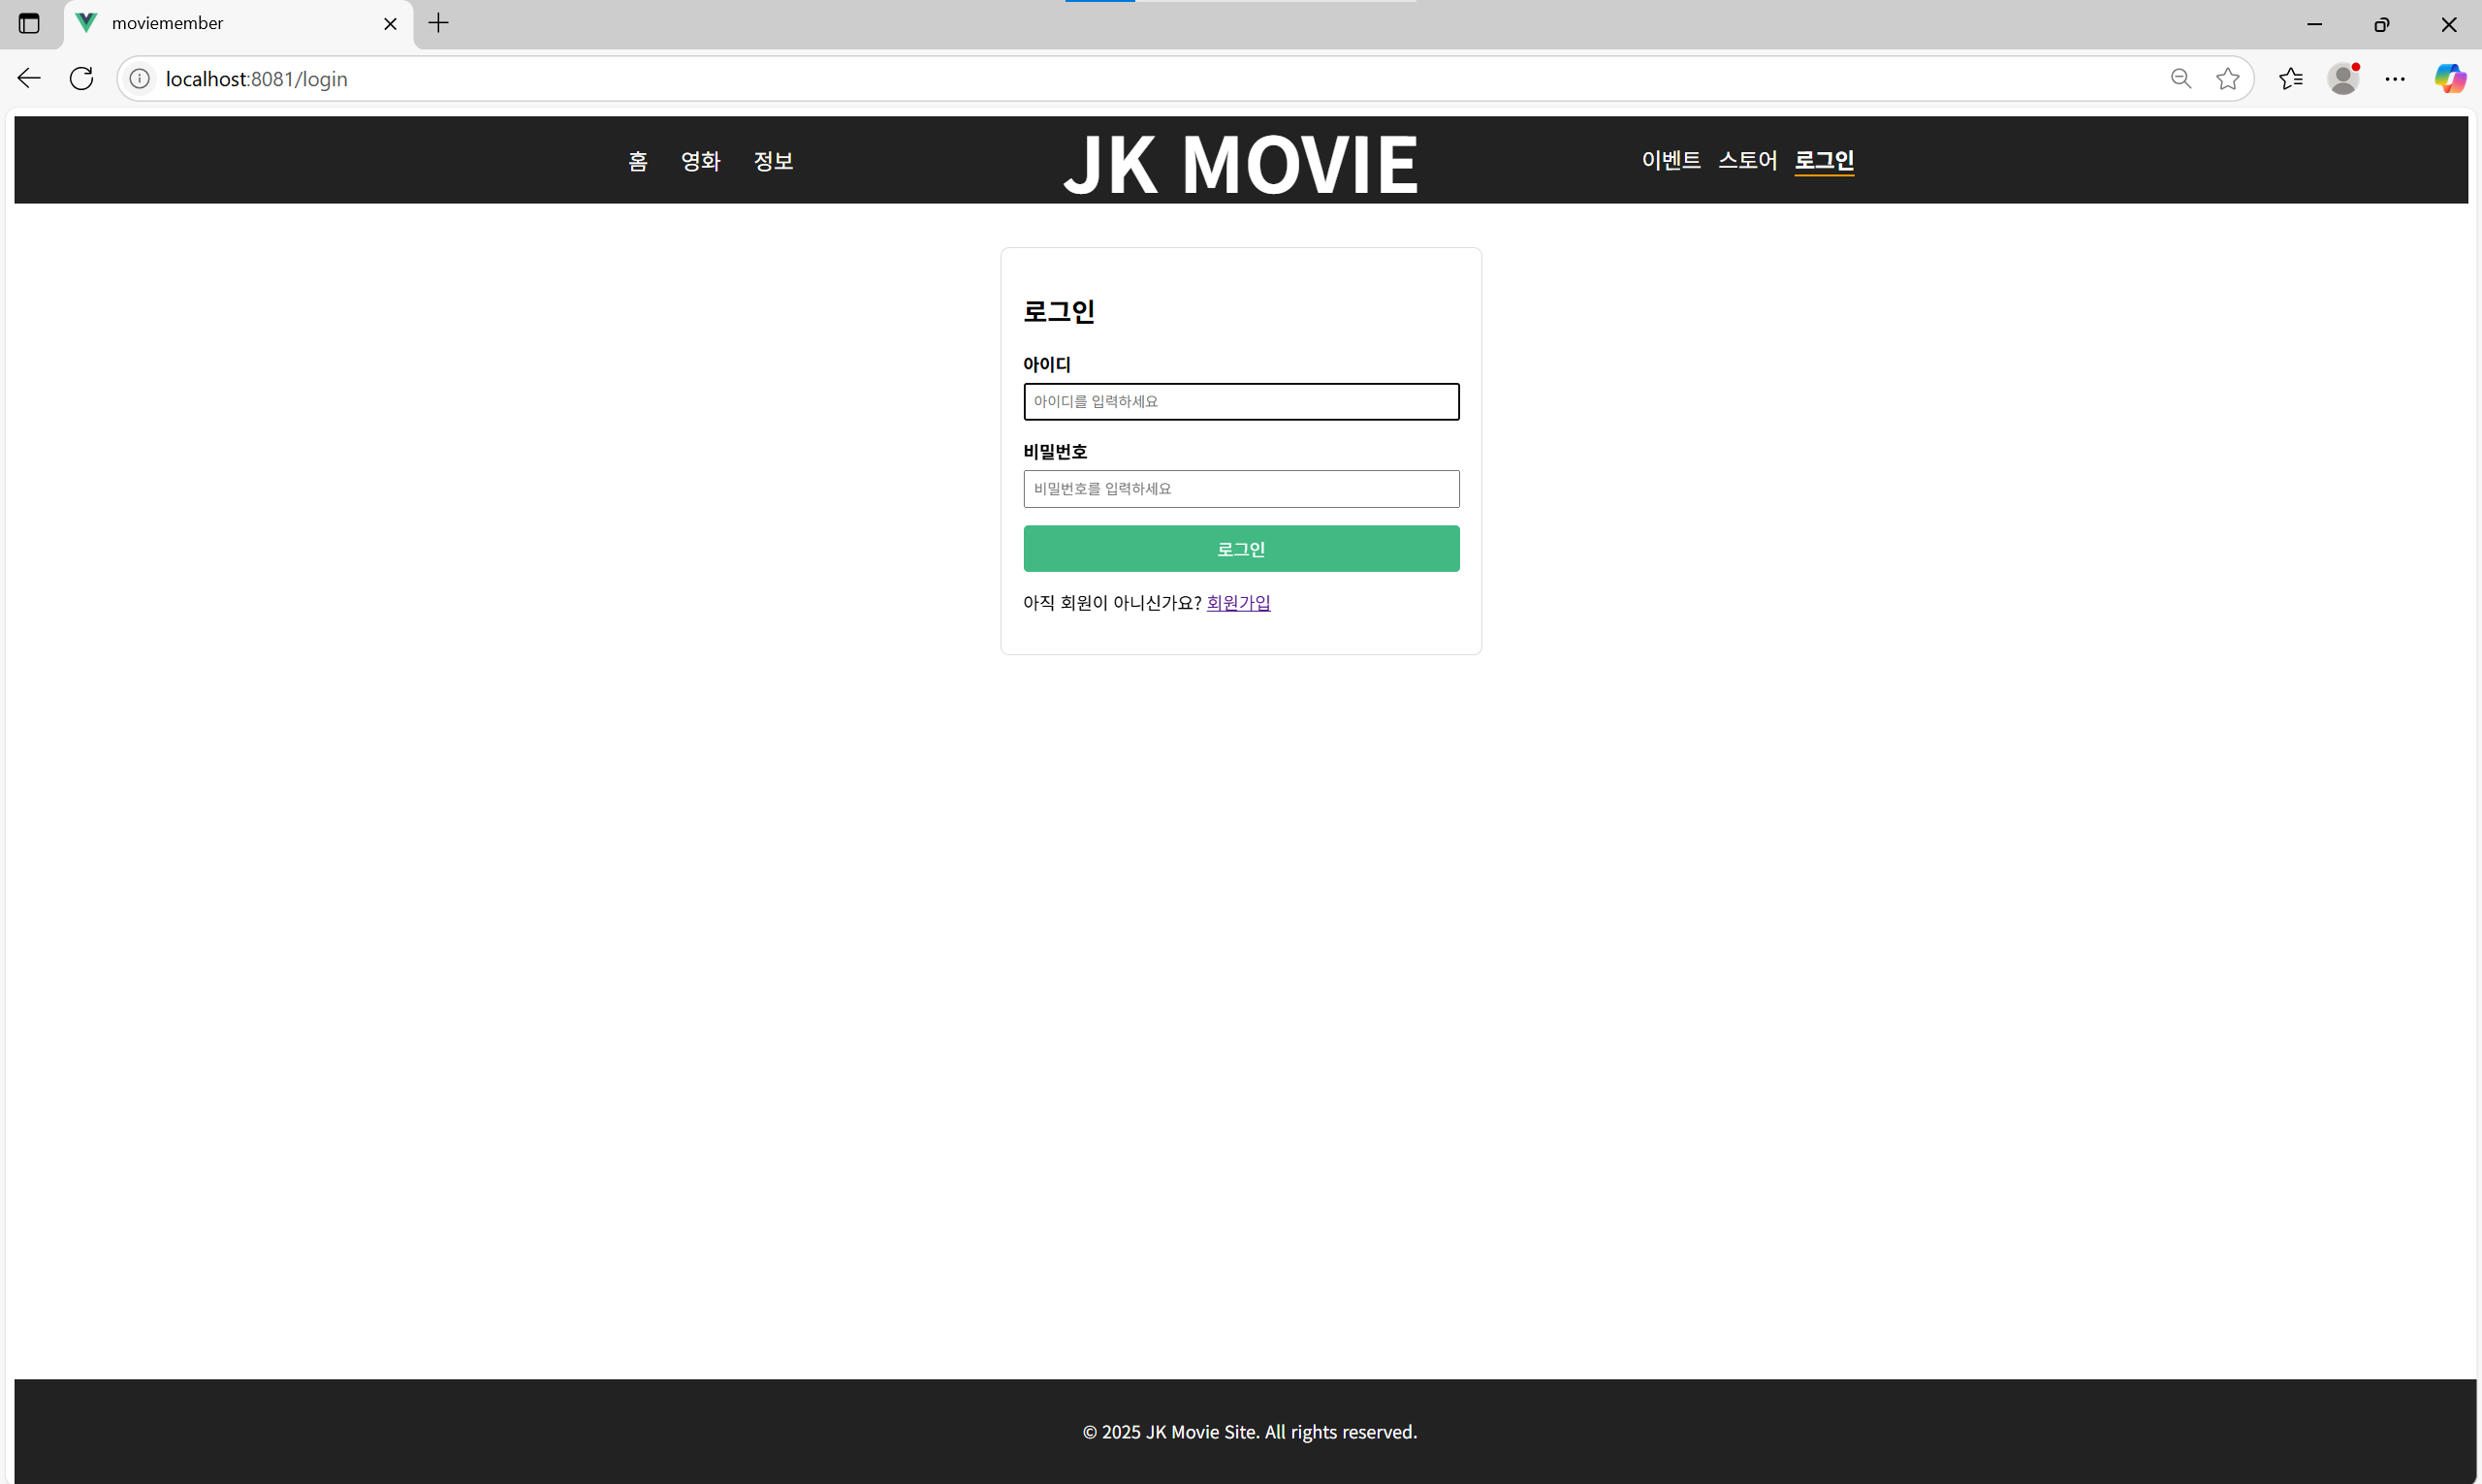 moviemember
localhost:8081/login
홈 영화 정보 JK MOVIE 이벤트 스토어 로그인
로그인
아이디
아이디를 입력하세요
비밀번호
비밀번호를 입력하세요
로그인
아직 회원이 아니신가요? 회원가입
© 2025 JK Movie Site. All rights reserved.